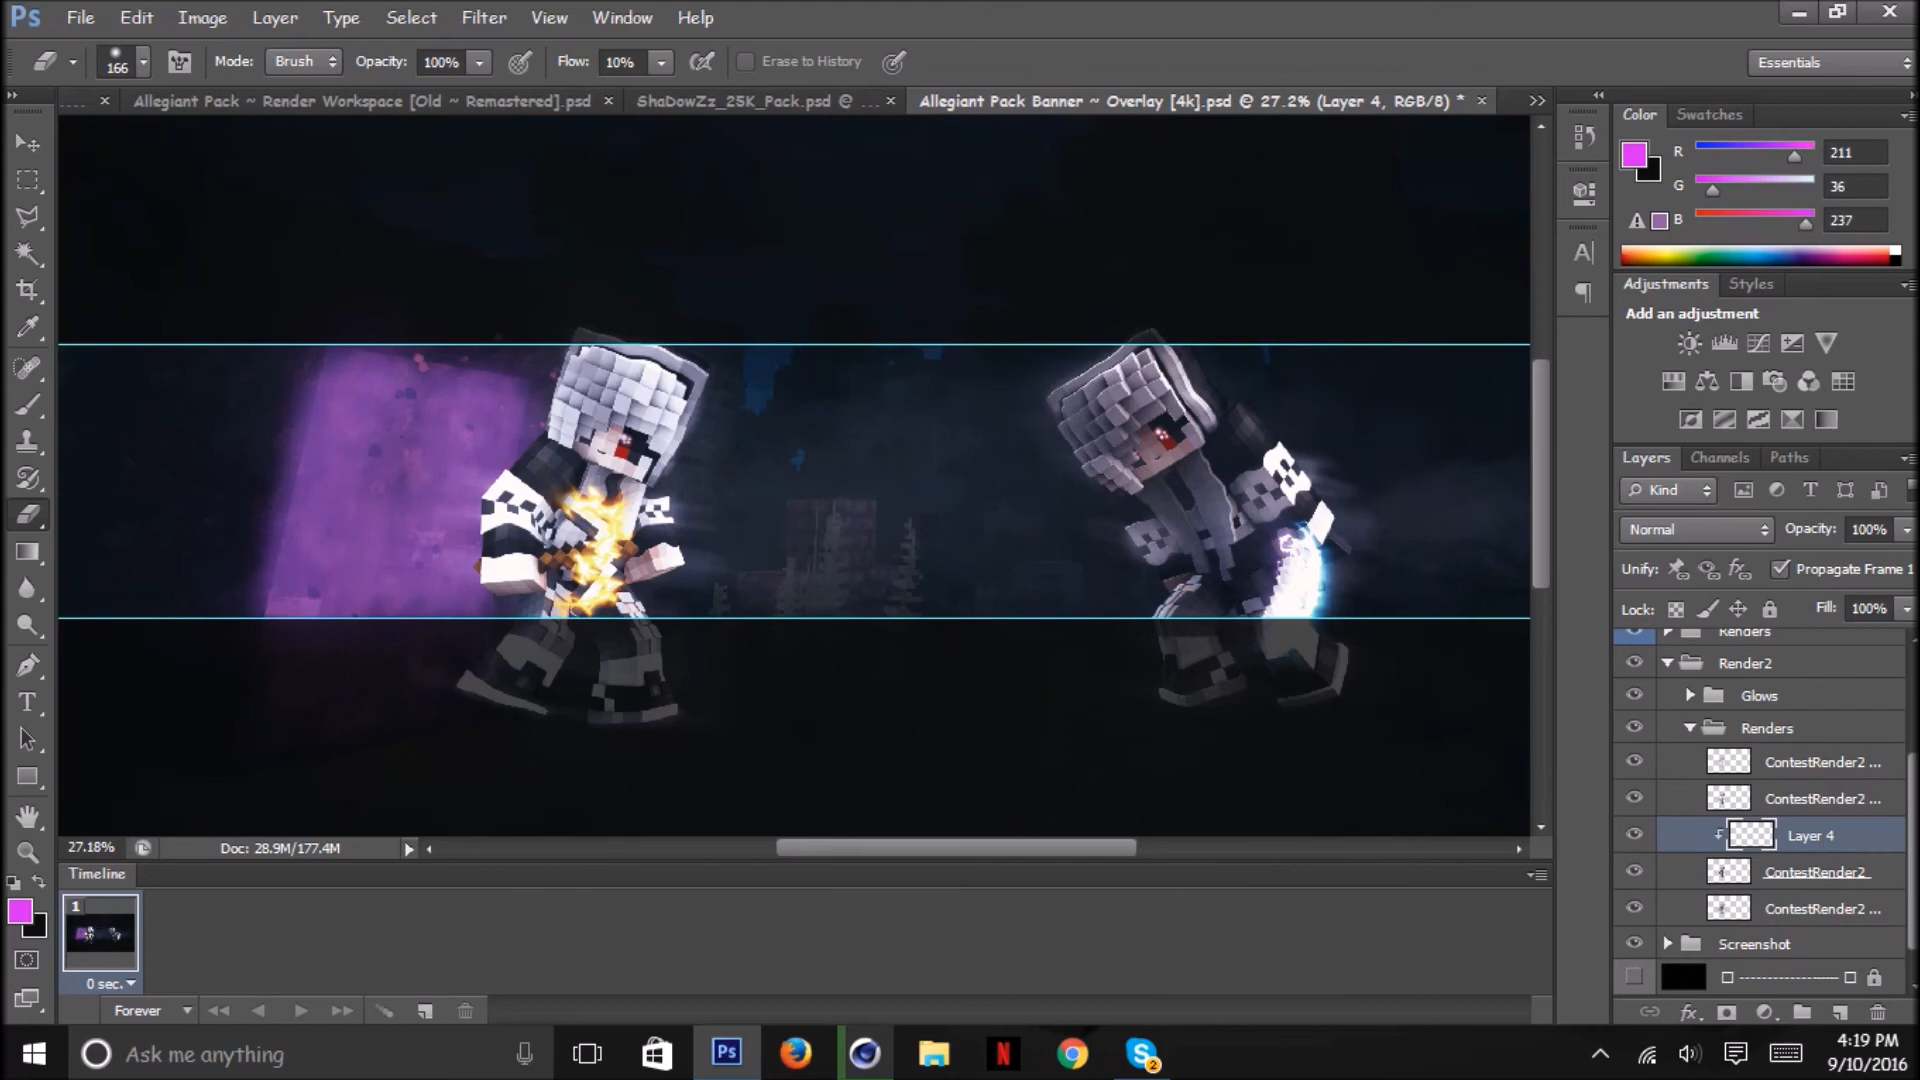 Ps File Edit Image Layer Type Select Filter View Window Help
166 Mode: Brush Opacity: 100% Flow: 10% Erase to History Essentials
.... × Allegiant Pack ~ Render Workspace [Old ~ Remastered].psd × ShaDowZz_25K_Pack.psd @ ... × Allegiant Pack Banner ~ Overlay [4k].psd @ 27.2% (Layer 4, RGB/8) * ×
Color Swatches
R 211
G 36
B 237
Adjustments Styles
Add an adjustment
Layers Channels Paths
Kind
Normal Opacity: 100%
Unify: Propagate Frame 1
Lock: Fill: 100%
Renders
Render2
Glows
Renders
ContestRender2 ...
ContestRender2 ...
Layer 4
ContestRender2
ContestRender2 ...
Screenshot
27.18% Doc: 28.9M/177.4M
Timeline
1
0 sec.
Forever
Ask me anything
Ps
N
S
2
4:19 PM
9/10/2016